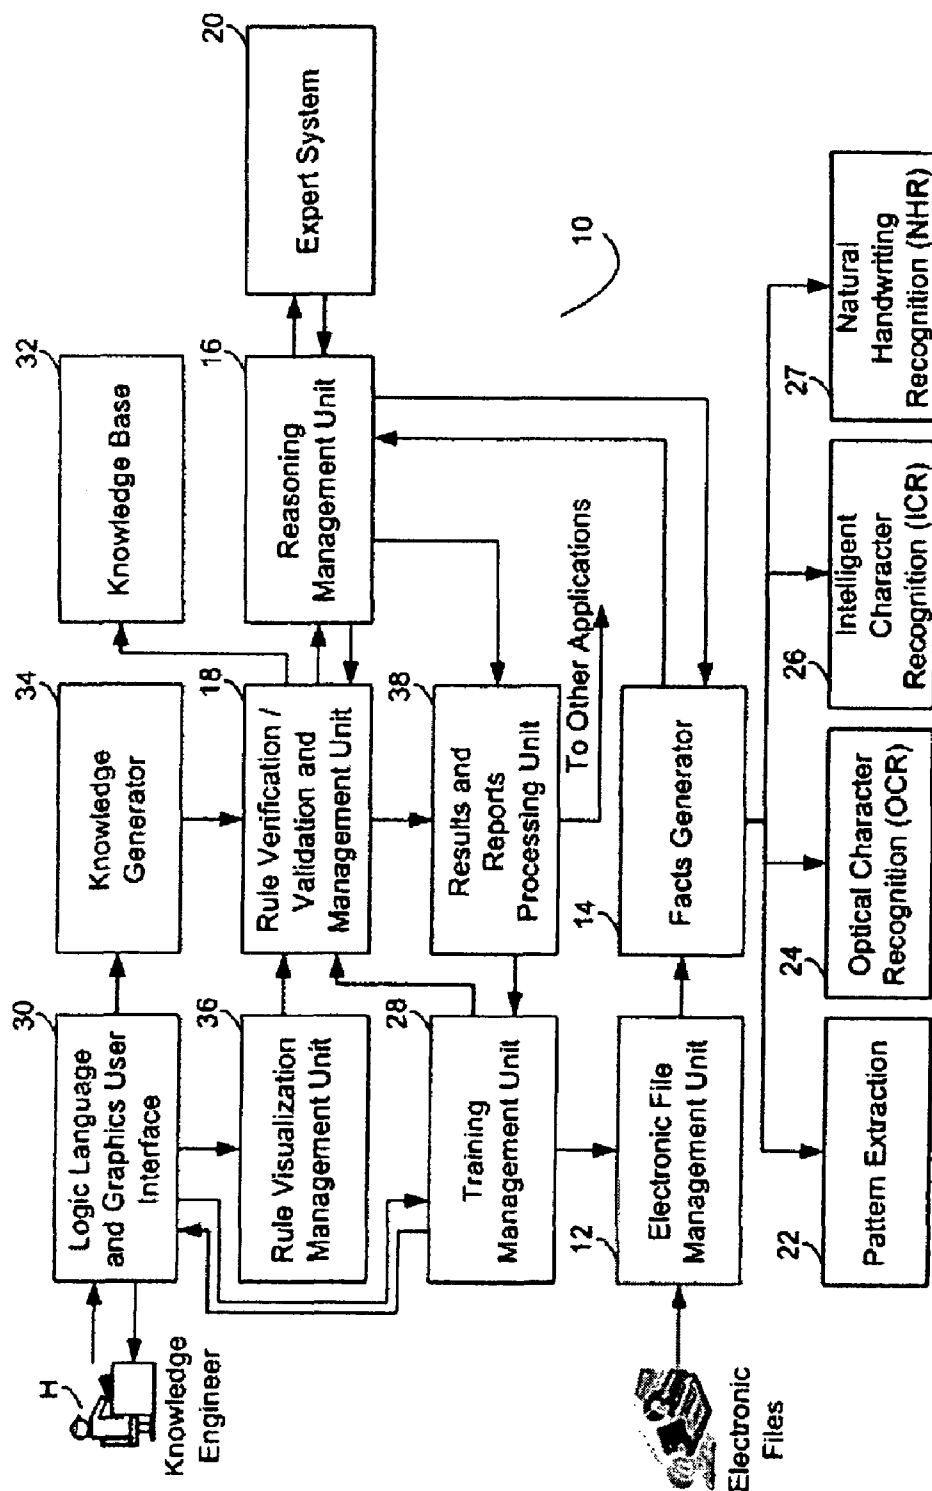 H
Knowledge
Engineer
30
Logic Language
and Graphics User
Interface
34
Knowledge
Generator
32
Knowledge Base
36
Rule Visualization
Management Unit
18
Rule Verification /
Validation and
Management Unit
16
Reasoning
Management Unit
20
Expert System
28
Training
Management Unit
38
Results and
Reports
Processing Unit
To Other Applications
10
Electronic
Files
12
Electronic File
Management Unit
14
Facts Generator
22
Pattern Extraction
24
Optical Character
Recognition (OCR)
26
Intelligent
Character
Recognition (ICR)
27
Natural
Handwriting
Recognition (NHR)